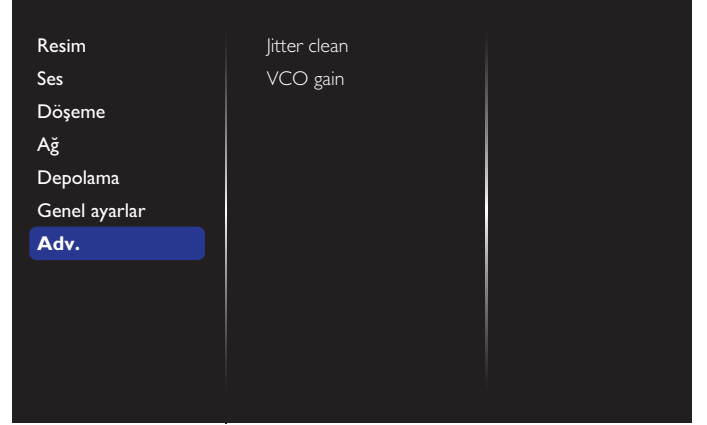 Resim
Ses
Döşeme
Ağ
Depolama
Genel ayarlar
Adv.
Jitter clean
VCO gain